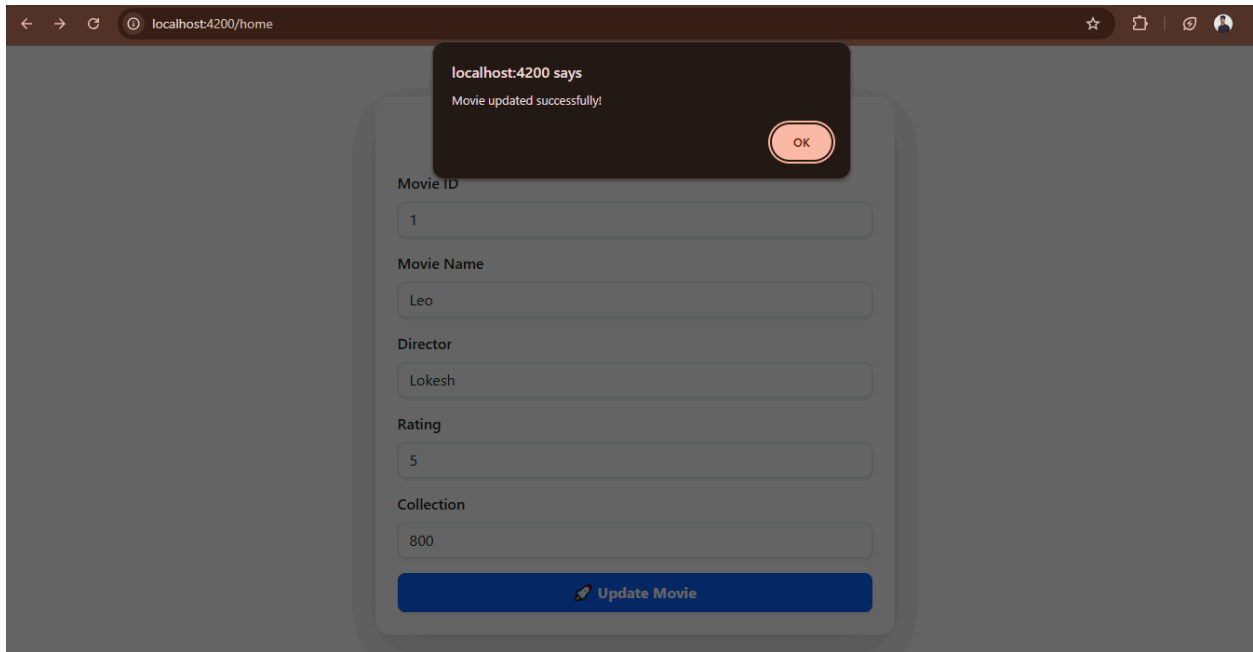 localhost:4200/home
localhost:4200 says
Movie updated successfully!
OK
Movie ID
1
Movie Name
Leo
Director
Lokesh
Rating
5
Collection
800
🚀 Update Movie